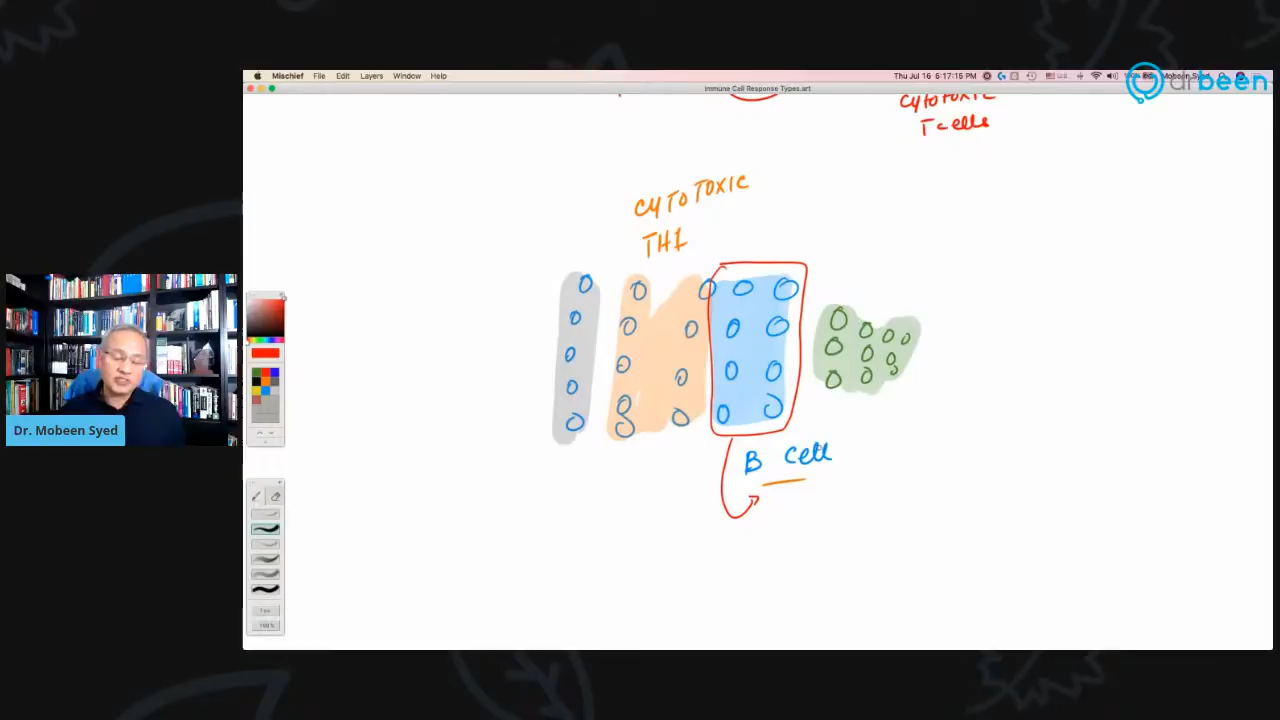 Mischief File Edit Layers Window Help
Thu Jul 16 6:17:15 PM
Immune Cell Response Types.art
drbeen
Cytotoxic
T cells
CYTOTOXIC
TH1
Dr. Mobeen Syed
B Cell
100%